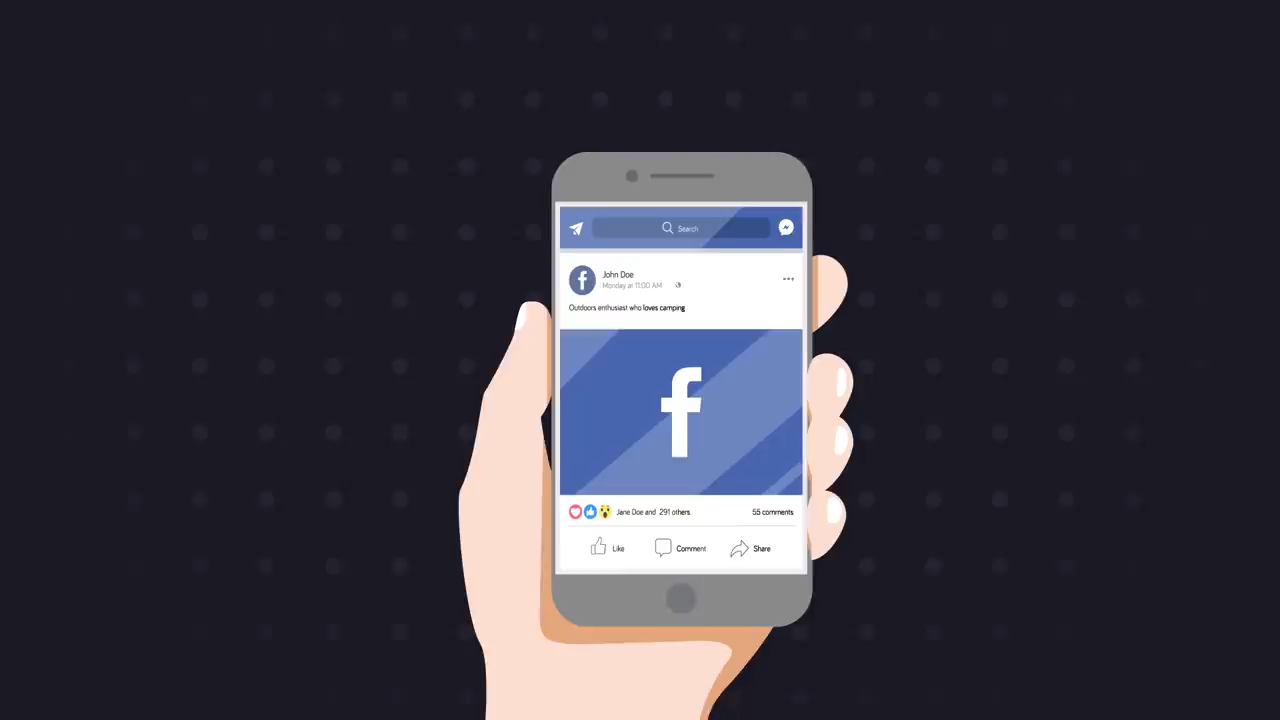 Search
John Doe
Monday at 11:00 AM
Outdoors enthusiast who loves camping
f
Jane Doe and 291 others
55 comments
Like
Comment
Share